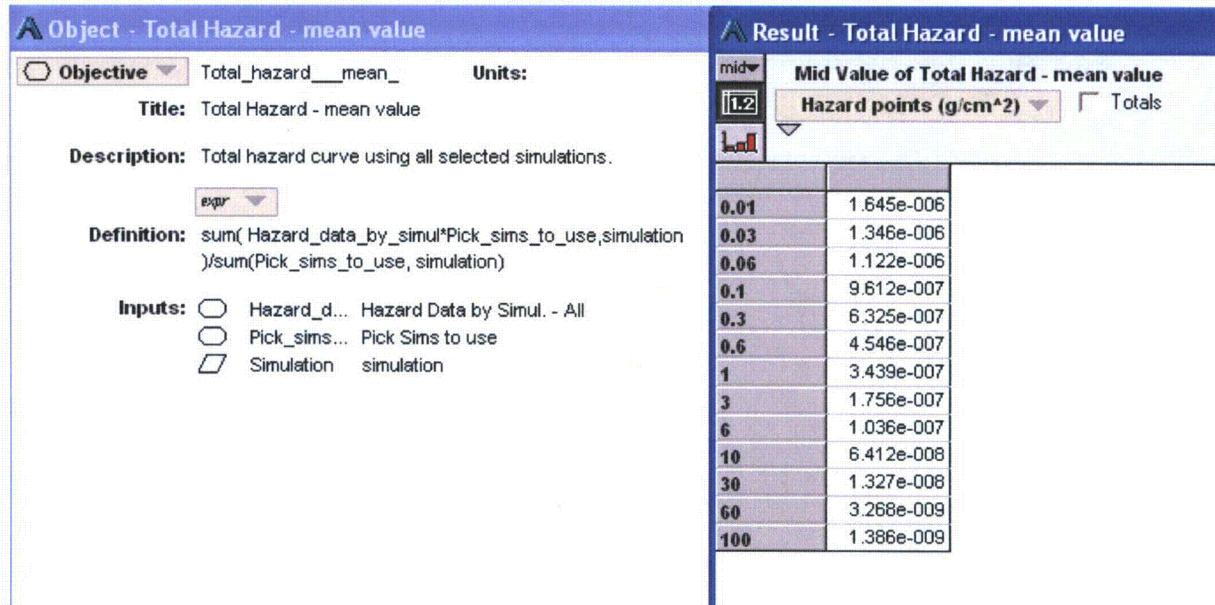 Object - Total Hazard - mean value
Objective Total_hazard___mean_ Units:
Title: Total Hazard - mean value
Description: Total hazard curve using all selected simulations.
expr
Definition: sum( Hazard_data_by_simul*Pick_sims_to_use,simulation
)/sum(Pick_sims_to_use, simulation)
Inputs: Hazard_d... Hazard Data by Simul. - All
Pick_sims... Pick Sims to use
Simulation simulation
Result - Total Hazard - mean value
mid Mid Value of Total Hazard - mean value
1.2 Hazard points (g/cm^2) Totals
0.01 1.645e-006
0.03 1.346e-006
0.06 1.122e-006
0.1 9.612e-007
0.3 6.325e-007
0.6 4.546e-007
1 3.439e-007
3 1.756e-007
6 1.036e-007
10 6.412e-008
30 1.327e-008
60 3.268e-009
100 1.386e-009